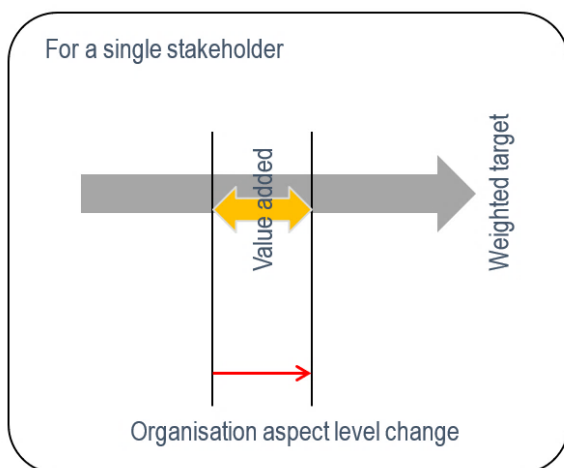 For a single stakeholder
Value added
Weighted target
Organisation aspect level change